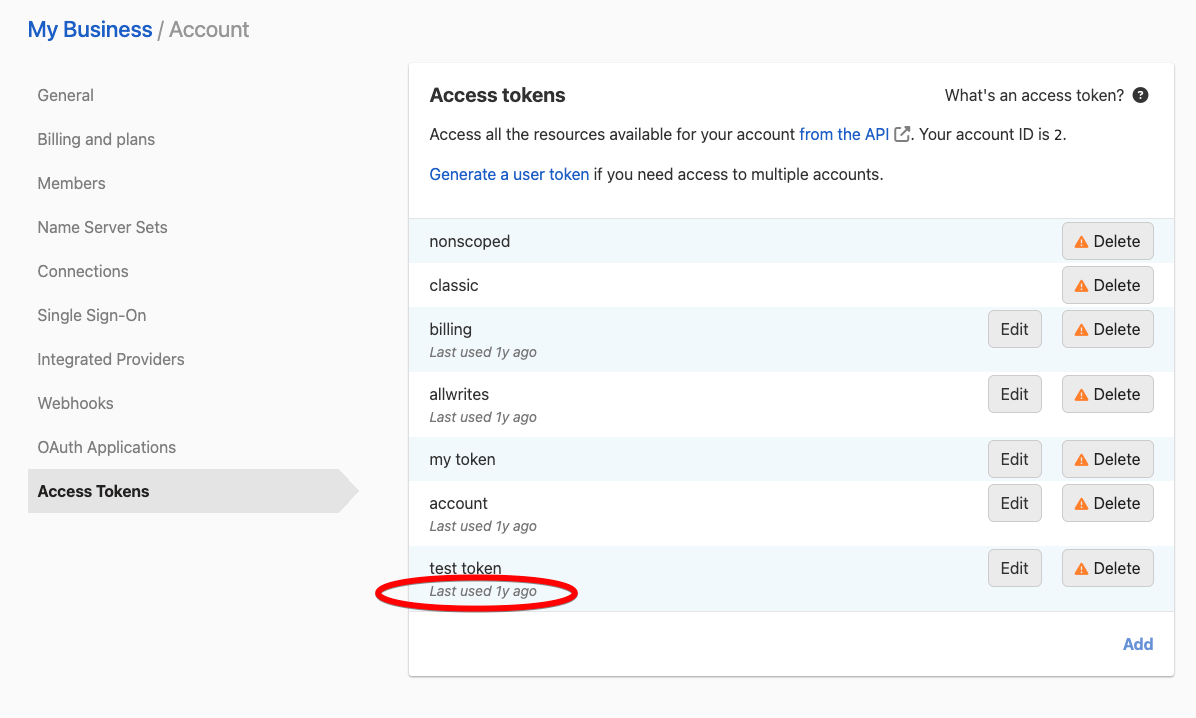 My Business / Account
General
Billing and plans
Members
Name Server Sets
Connections
Single Sign-On
Integrated Providers
Webhooks
OAuth Applications
Access Tokens
Access tokens
What's an access token? ?
Access all the resources available for your account from the API. Your account ID is 2.
Generate a user token if you need access to multiple accounts.
nonscoped Delete
classic Delete
billing Edit Delete
Last used 1y ago
allwrites Edit Delete
Last used 1y ago
my token Edit Delete
account Edit Delete
Last used 1y ago
test token Edit Delete
Last used 1y ago
Add